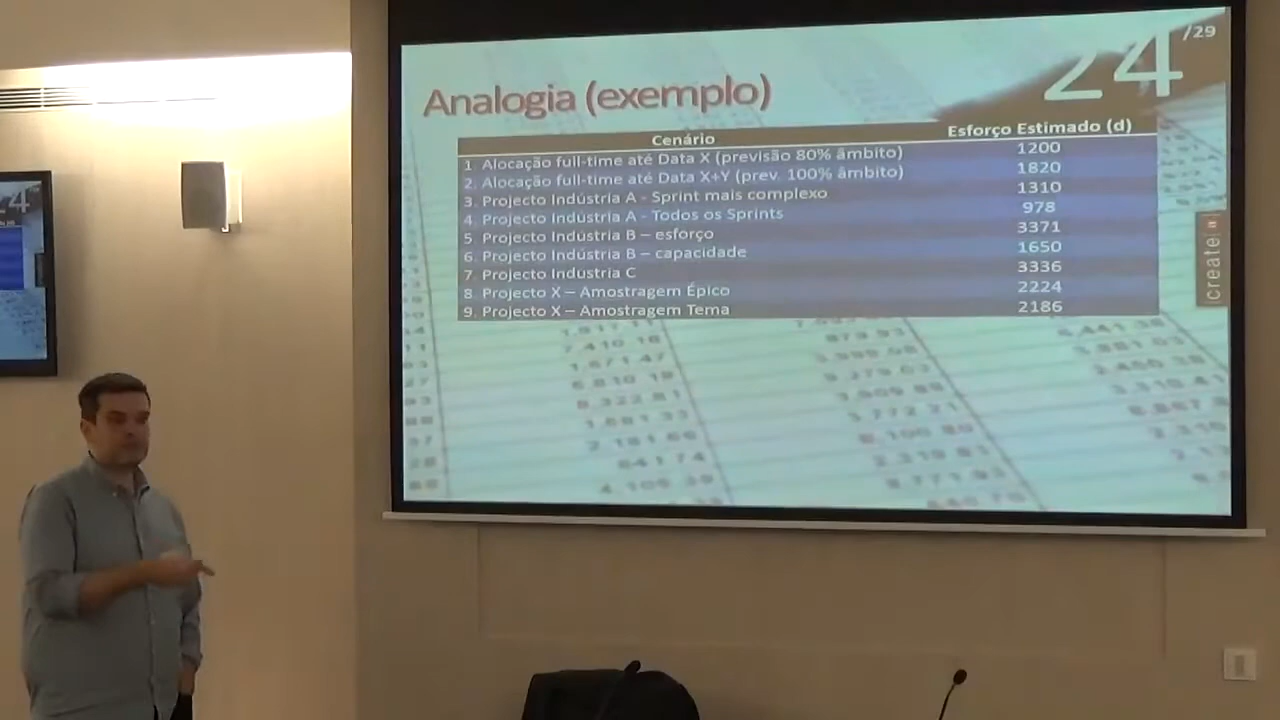 24/29
Analogia (exemplo)
Cenário Esforço Estimado (d)
1. Alocação full-time até Data X (previsão 80% âmbito) 1200
2. Alocação full-time até Data X+Y (prev. 100% âmbito) 1820
3. Projecto Indústria A - Sprint mais complexo 1310
4. Projecto Indústria A - Todos os Sprints 978
5. Projecto Indústria B – esforço 3371
6. Projecto Indústria B – capacidade 1650
7. Projecto Indústria C 3336
8. Projecto X – Amostragem Épico 2224
9. Projecto X – Amostragem Tema 2186
create